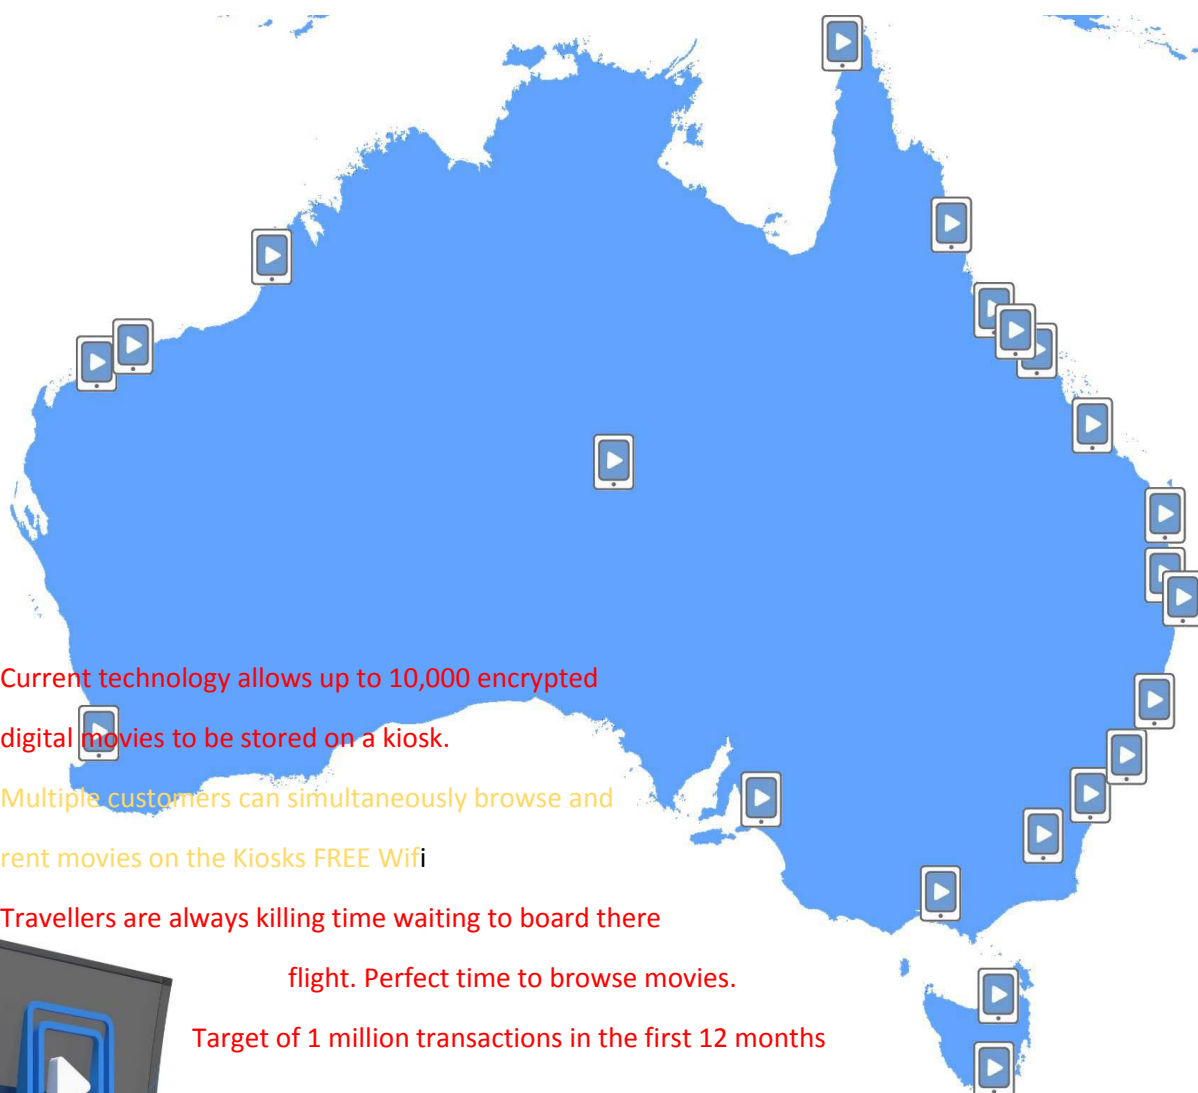 Current technology allows up to 10,000 encrypted
digital movies to be stored on a kiosk.
Multiple customers can simultaneously browse and
rent movies on the Kiosks FREE Wifi
Travellers are always killing time waiting to board there
flight. Perfect time to browse movies.
Target of 1 million transactions in the first 12 months